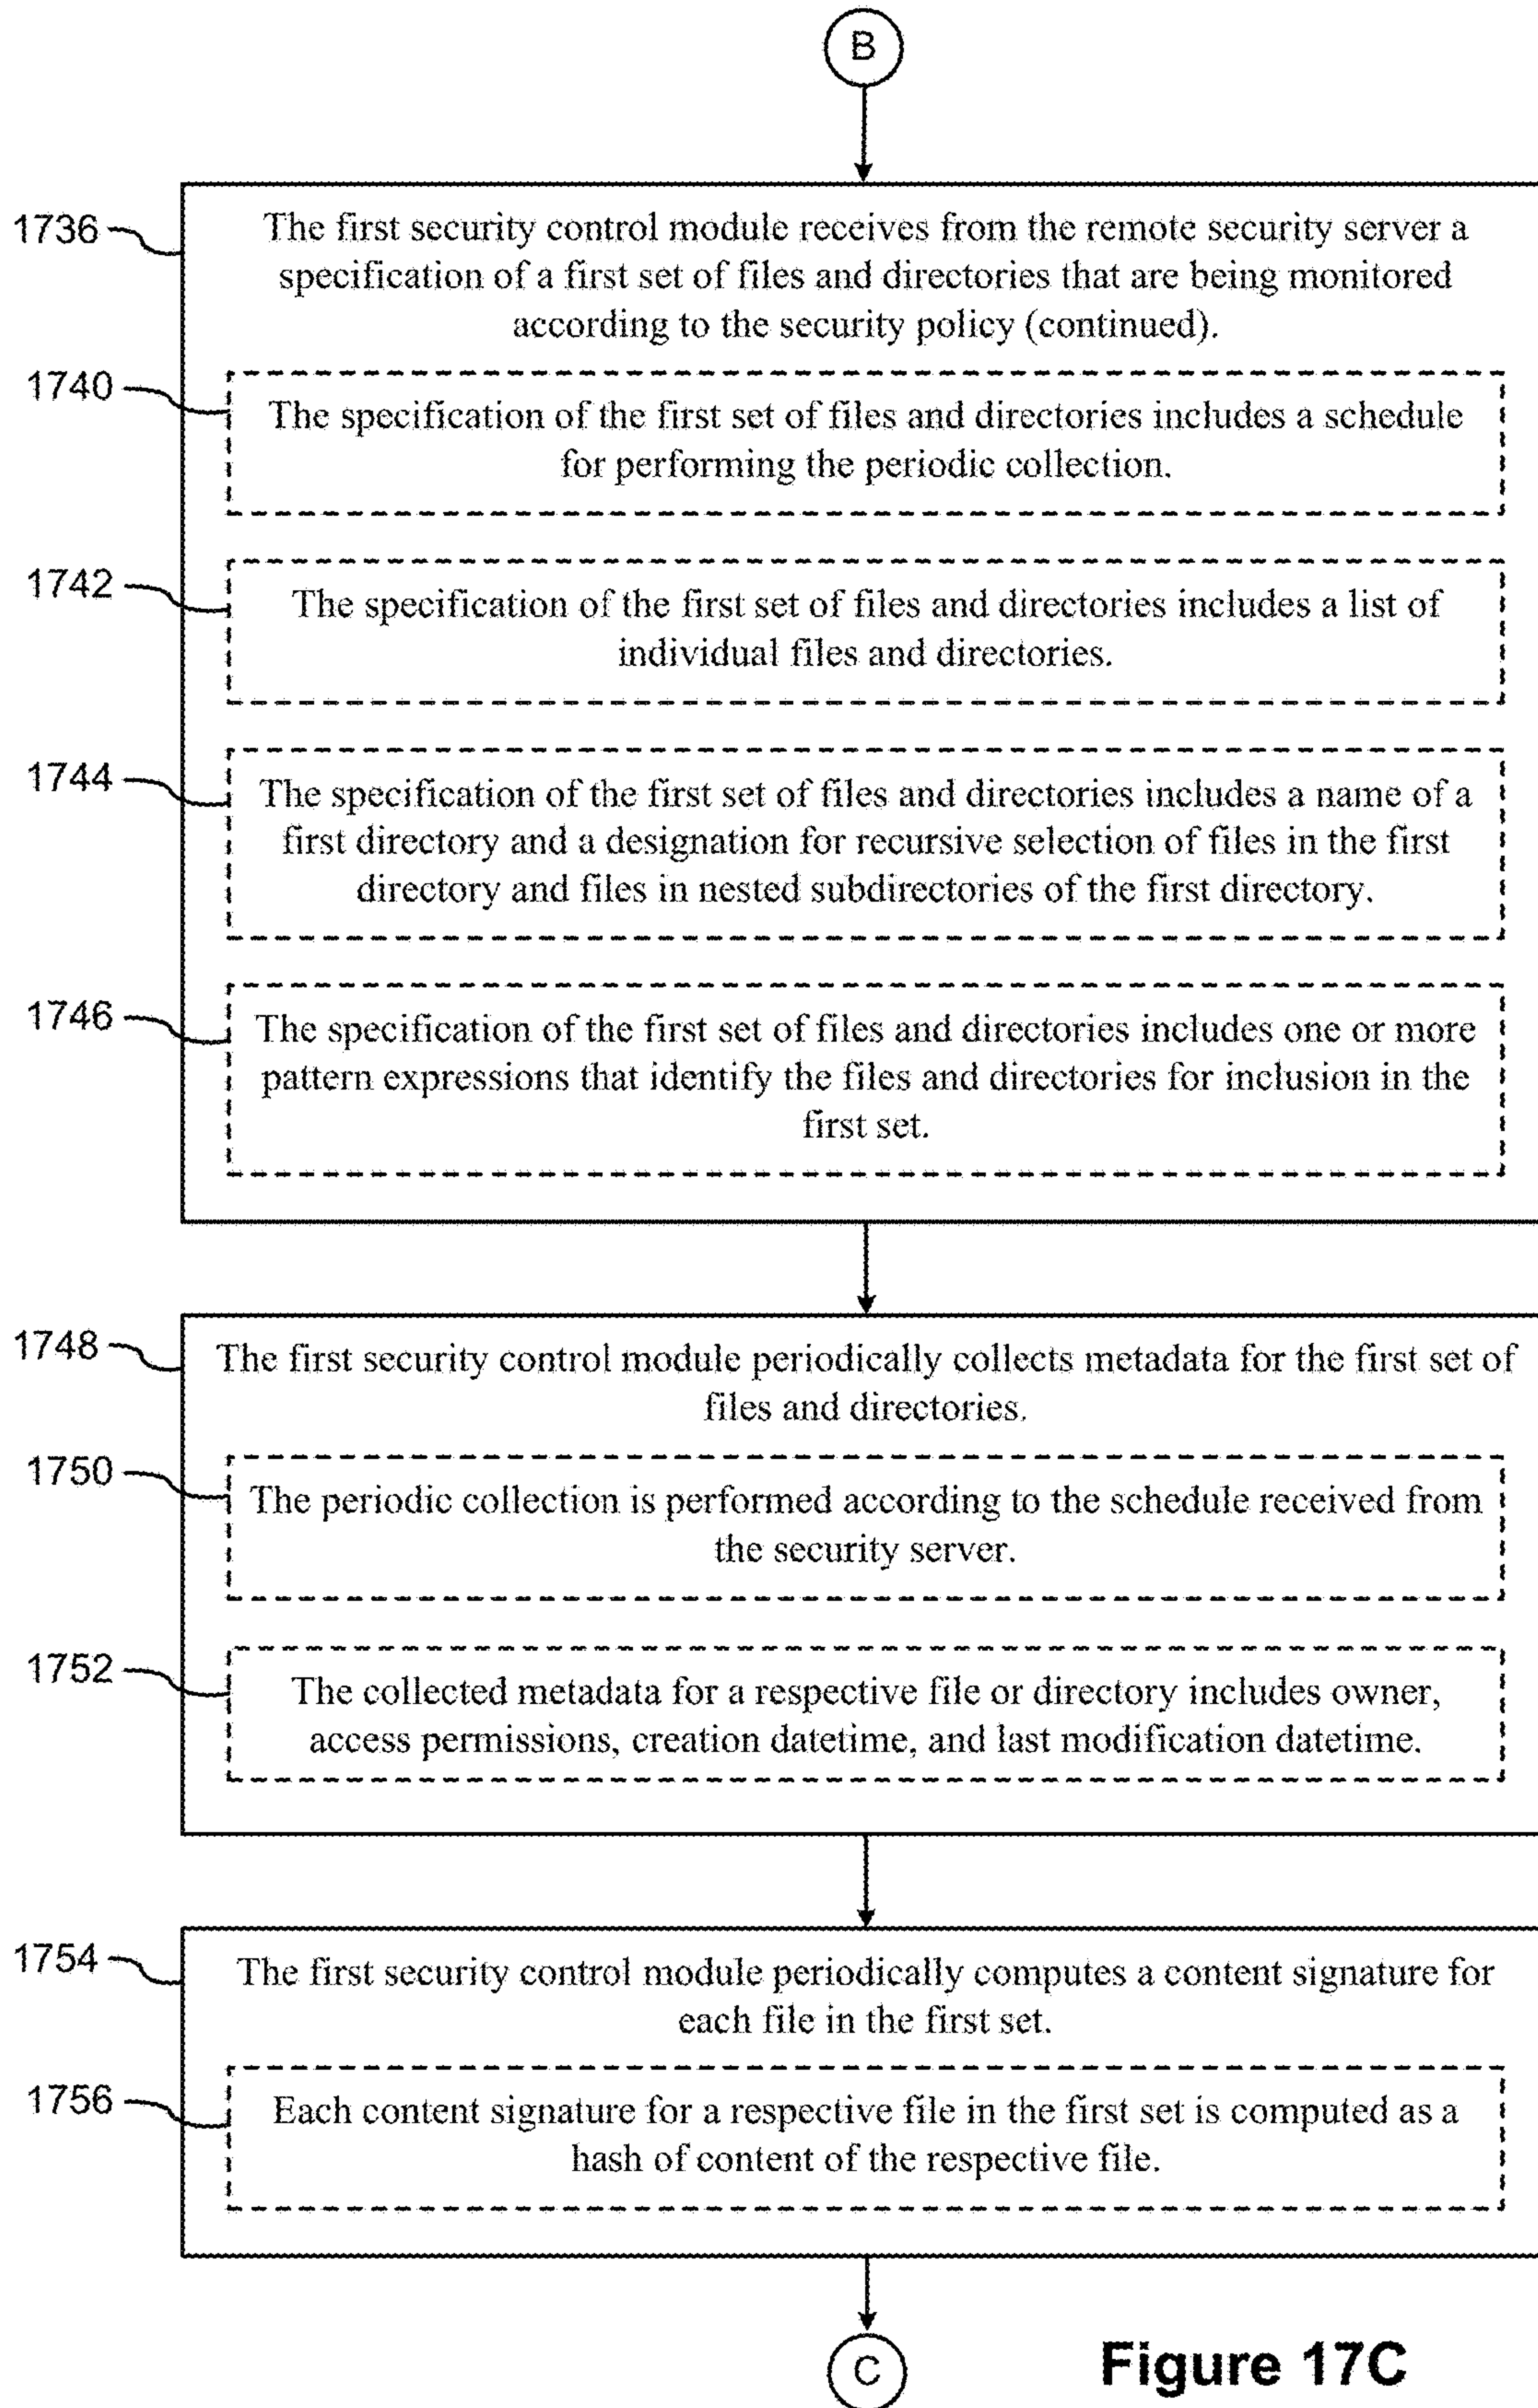 B
1736
The first security control module receives from the remote security server a
specification of a first set of files and directories that are being monitored
according to the security policy (continued).
1740
The specification of the first set of files and directories includes a schedule
for performing the periodic collection.
1742
The specification of the first set of files and directories includes a list of
individual files and directories.
1744
The specification of the first set of files and directories includes a name of a
first directory and a designation for recursive selection of files in the first
directory and files in nested subdirectories of the first directory.
1746
The specification of the first set of files and directories includes one or more
pattern expressions that identify the files and directories for inclusion in the
first set.
1748
The first security control module periodically collects metadata for the first set of
files and directories.
1750
The periodic collection is performed according to the schedule received from
the security server.
1752
The collected metadata for a respective file or directory includes owner,
access permissions, creation datetime, and last modification datetime.
1754
The first security control module periodically computes a content signature for
each file in the first set.
1756
Each content signature for a respective file in the first set is computed as a
hash of content of the respective file.
C
Figure 17C